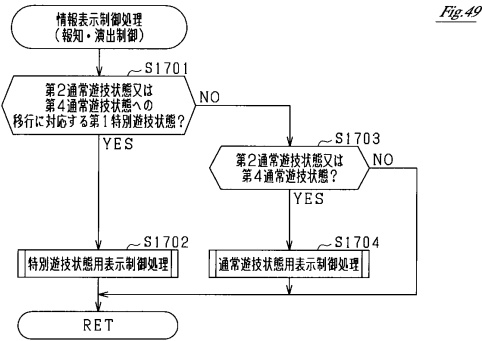 Fig.49
情報表示制御処理
(報知・演出制御)
S1701
第2通常遊技状態又は
第4通常遊技状態への
移行に対応する第1特別遊技状態?
NO
YES
S1703
第2通常遊技状態又は
第4通常遊技状態?
NO
YES
S1702
特別遊技状態用表示制御処理
S1704
通常遊技状態用表示制御処理
RET